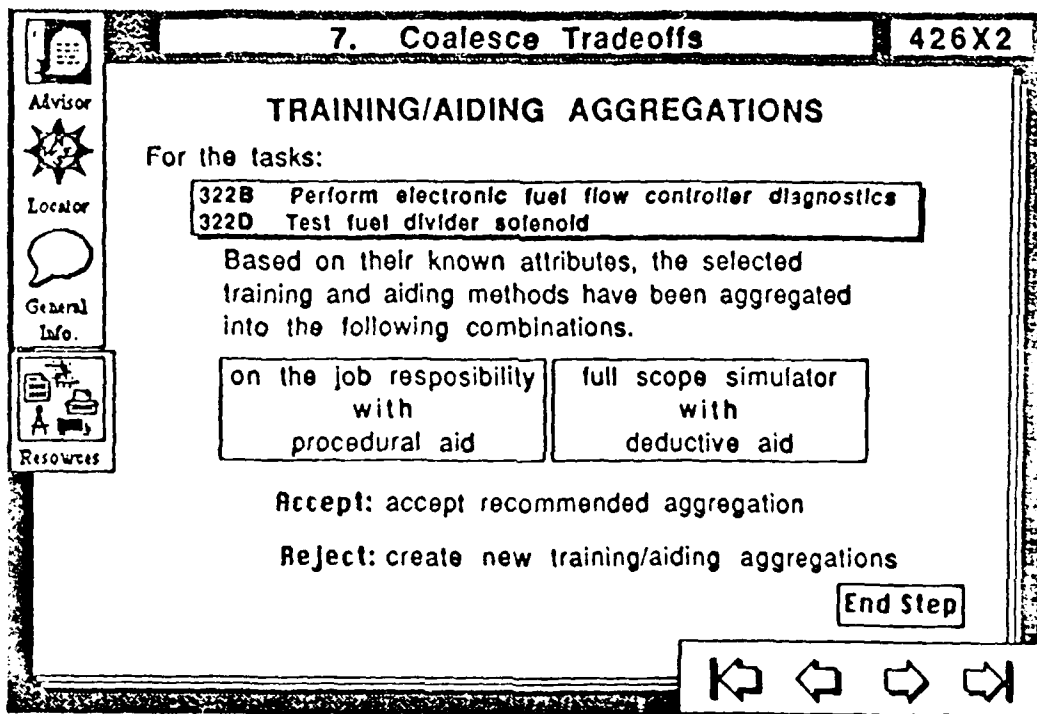 7. Coalesce Tradeoffs
426X2
Advisor
Locator
General
Info.
Resources
TRAINING/AIDING AGGREGATIONS
For the tasks:
322B Perform electronic fuel flow controller diagnostics
322D Test fuel divider solenoid
Based on their known attributes, the selected
training and aiding methods have been aggregated
into the following combinations.
on the job resposibility
with
procedural aid
full scope simulator
with
deductive aid
Accept: accept recommended aggregation
Reject: create new training/aiding aggregations
End Step